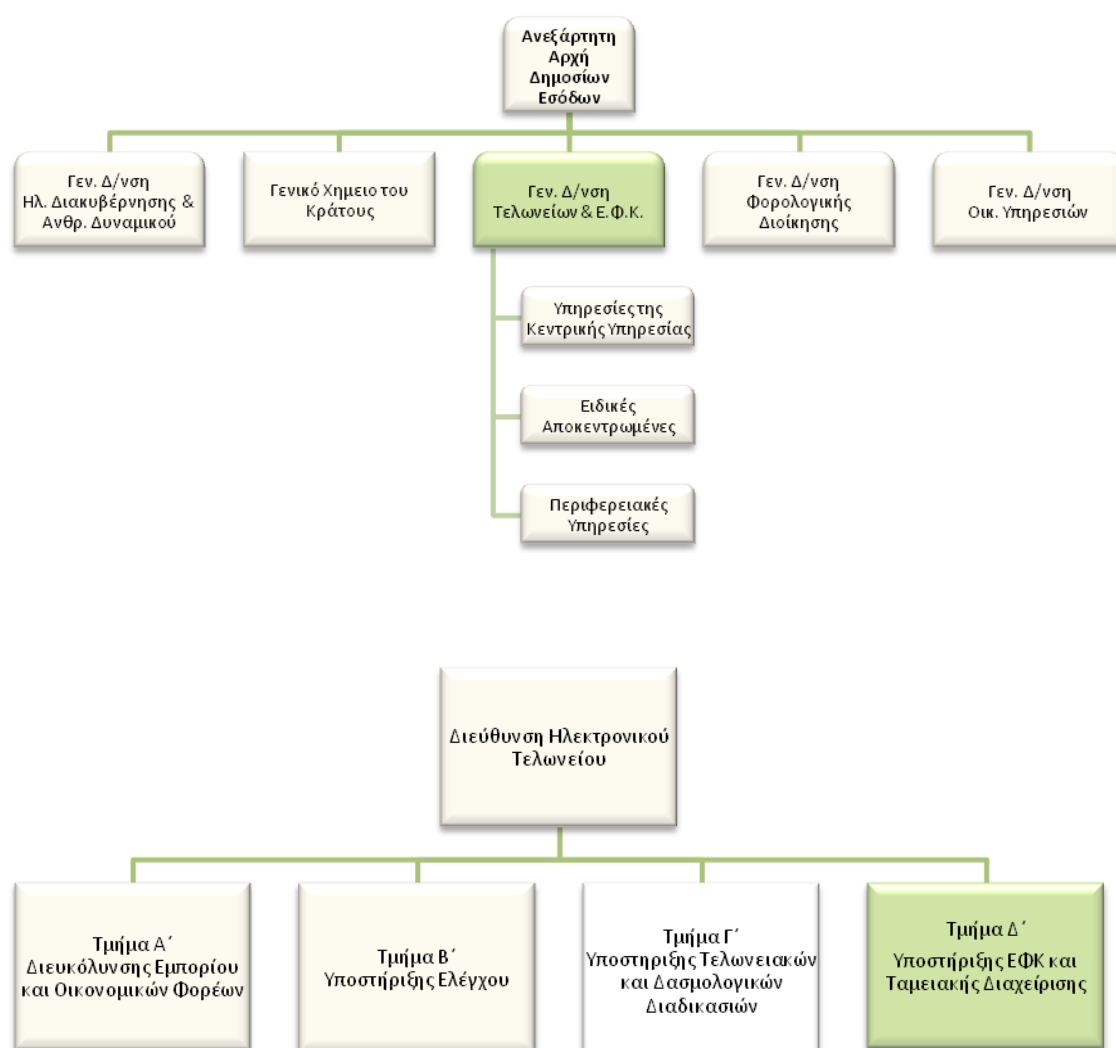 Ανεξάρτητη
Αρχή
Δημοσίων
Εσόδων
Γεν. Δ/νση
Ηλ. Διακυβέρνησης &
Ανθρ. Δυναμικού
Γενικό Χημειο του
Κράτους
Γεν. Δ/νση
Τελωνείων & Ε.Φ.Κ.
Γεν. Δ/νση
Φορολογικής
Διοίκησης
Γεν. Δ/νση
Οικ. Υπηρεσιών
Υπηρεσίες της
Κεντρικής Υπηρεσίας
Ειδικές
Αποκεντρωμένες
Περιφερειακές
Υπηρεσίες
Διεύθυνση Ηλεκτρονικού
Τελωνείου
Τμήμα Α΄
Διευκόλυνσης Εμπορίου
και Οικονομικών Φορέων
Τμήμα Β΄
Υποστήριξης Ελέγχου
Τμήμα Γ΄
Υποστηριξης Τελωνειακών
και Δασμολογικών
Διαδικασιών
Τμήμα Δ΄
Υποστήριξης ΕΦΚ και
Ταμειακής Διαχείρισης